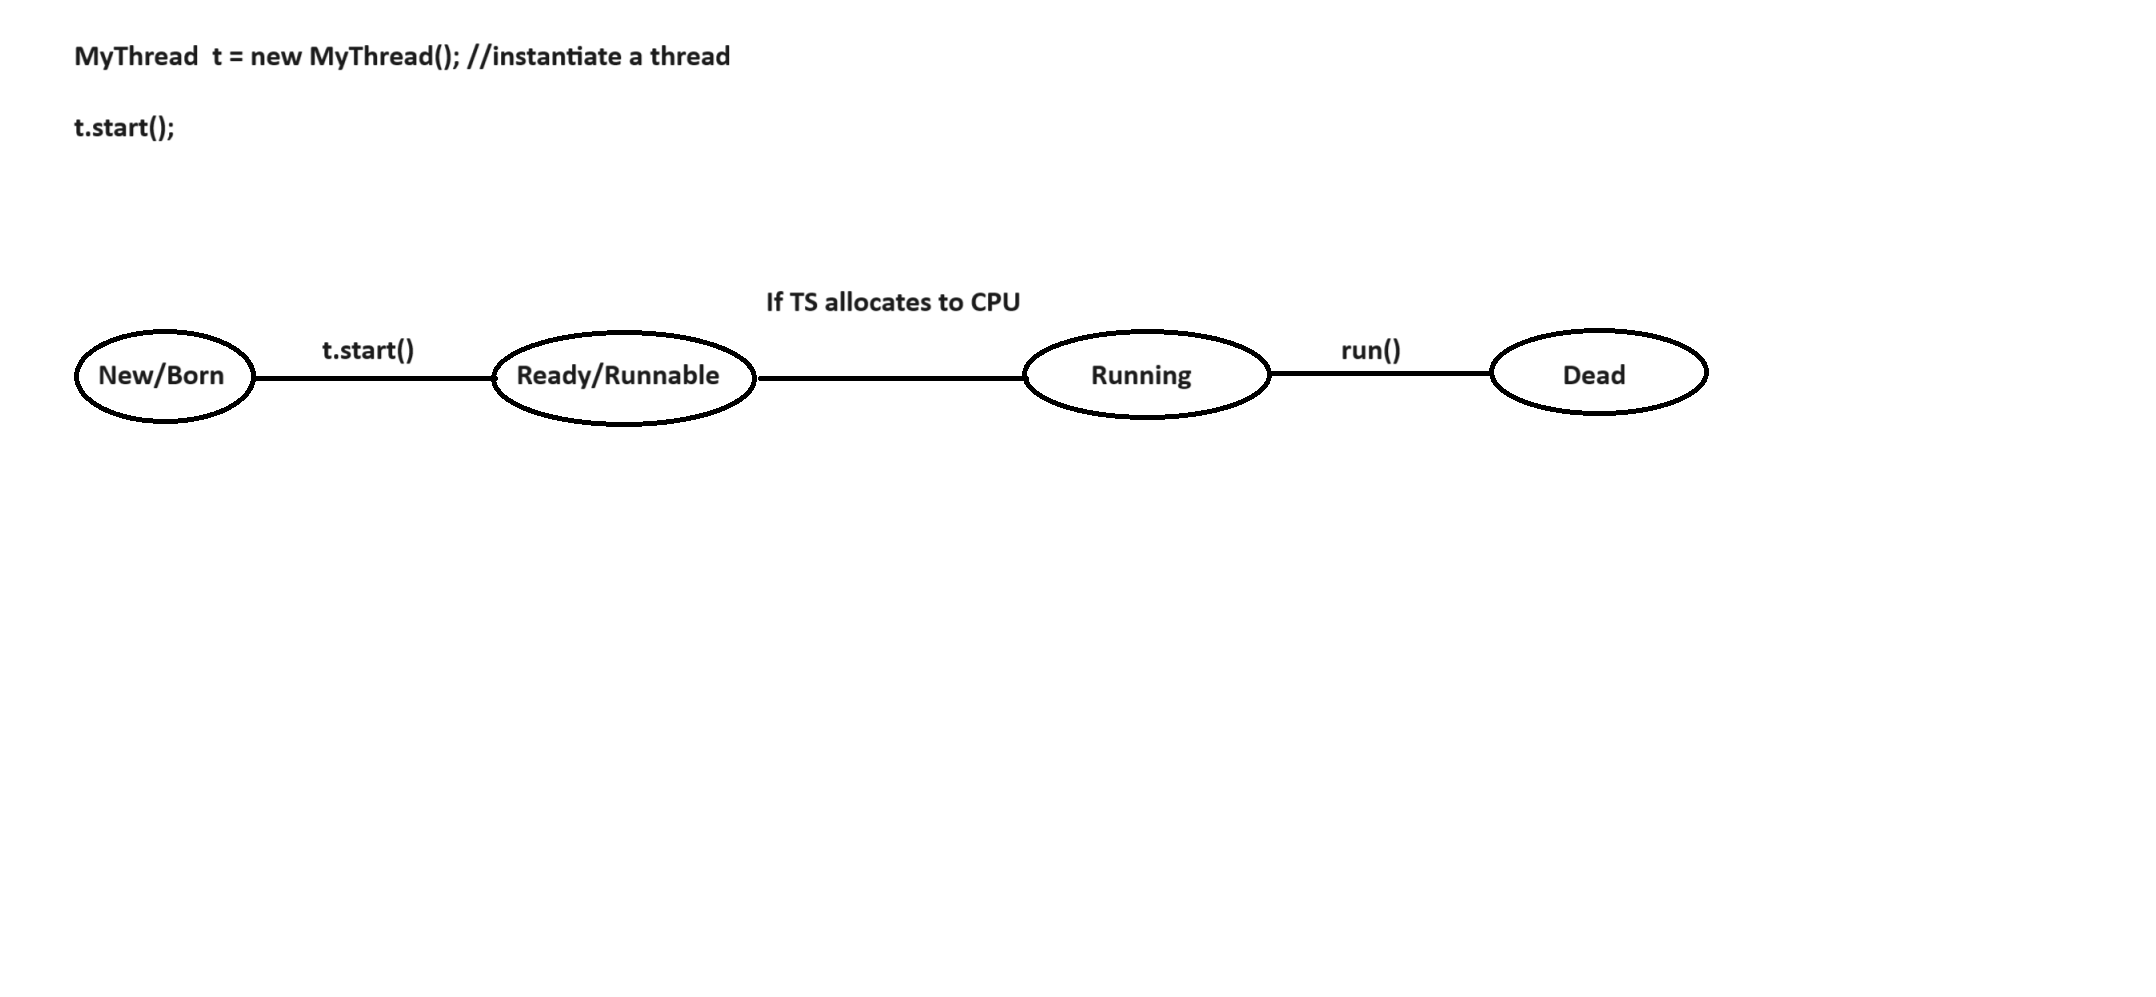 MyThread  t = new MyThread(); //instantiate a thread
t.start();
If TS allocates to CPU
t.start()
run()
New/Born
Ready/Runnable
Running
Dead